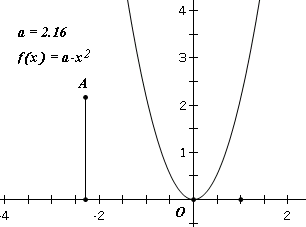 a = 2.16
f(x) = a·x²
A
4
3
2
1
-4
-2
O
2